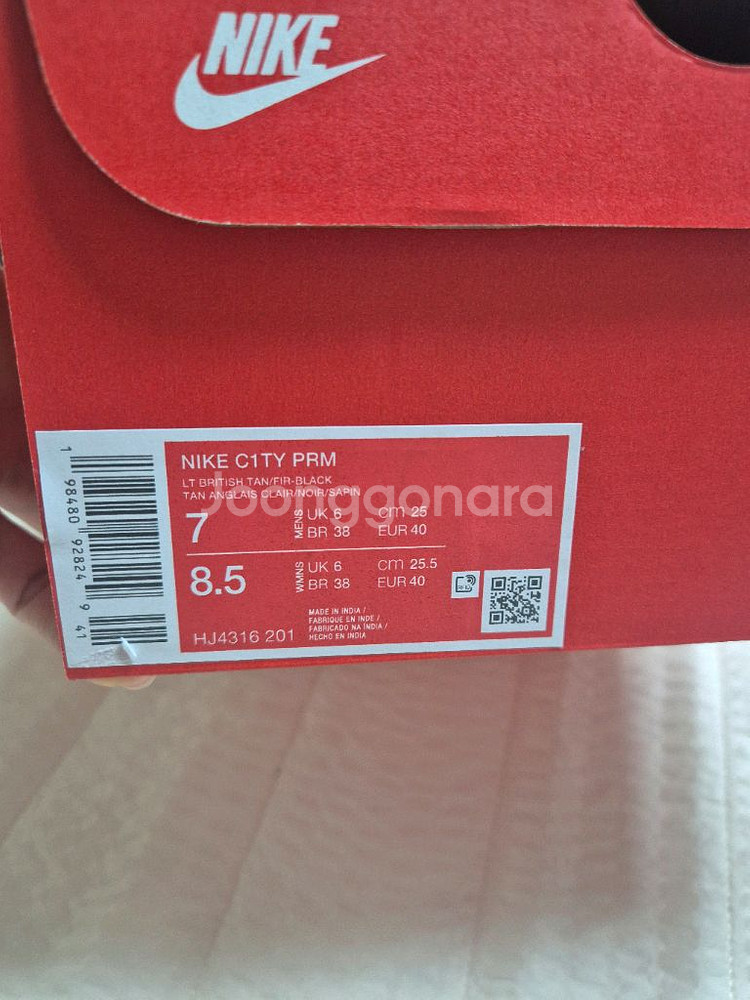 NIKE
NIKE C1TY PRM
LT BRITISH TAN/FIR-BLACK
TAN ANGLAIS CLAIR/NOIR/SAPIN
Joonggonara
7 MENS UK 6 cm 25
BR 38 EUR 40
8.5 WMNS UK 6 cm 25.5
BR 38 EUR 40
HJ4316 201
MADE IN INDIA /
FABRIQUÉ EN INDE /
FABRICADO NA ÍNDIA /
HECHO EN INDIA
1 98480 92824 9 41